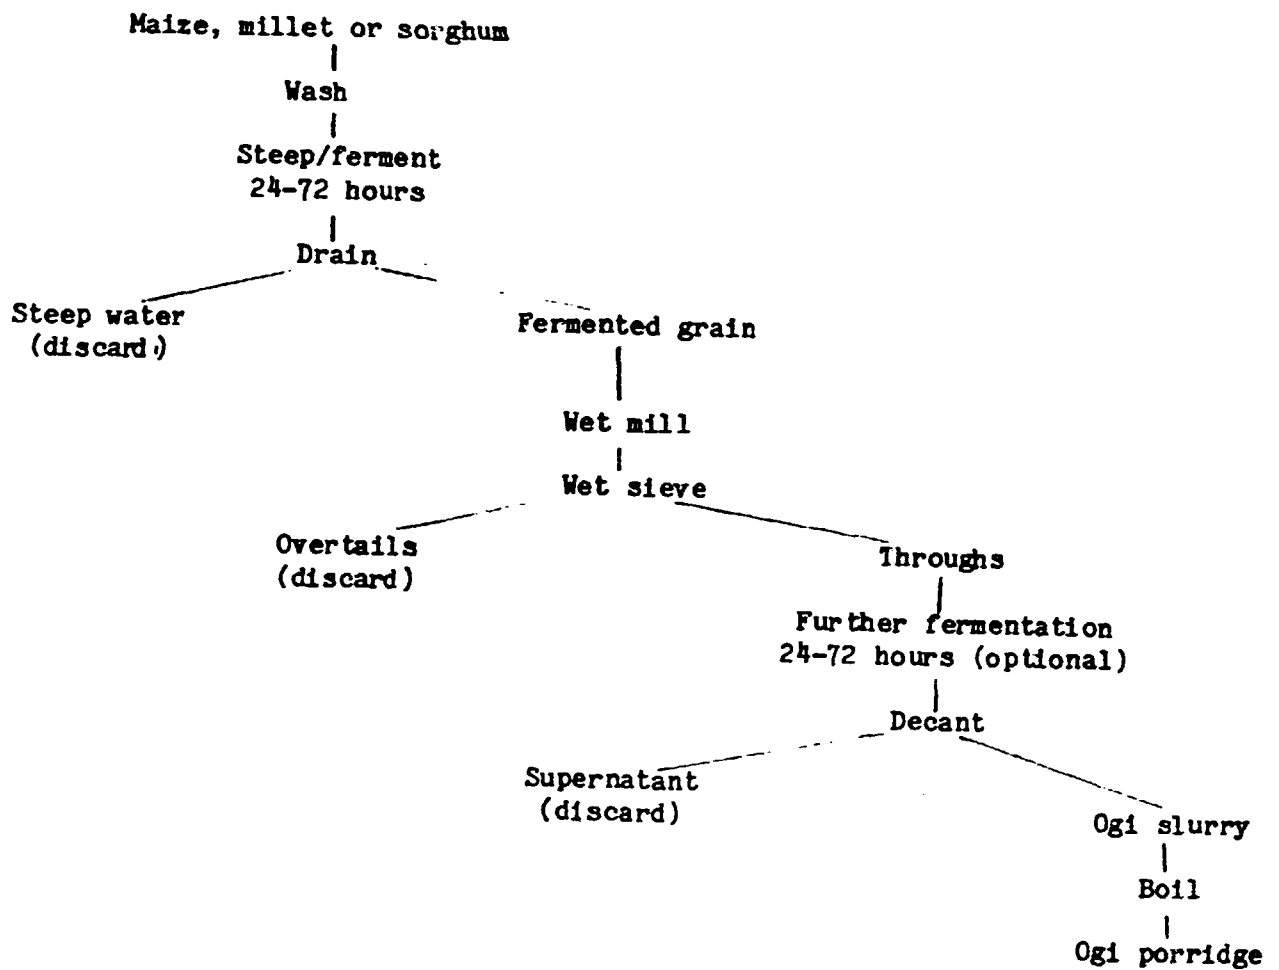 Maize, millet or sorghum
Wash
Steep/ferment
24-72 hours
Drain
Steep water
(discard)
Fermented grain
Wet mill
Wet sieve
Overtails
(discard)
Throughs
Further fermentation
24-72 hours (optional)
Decant
Supernatant
(discard)
Ogi slurry
Boil
Ogi porridge